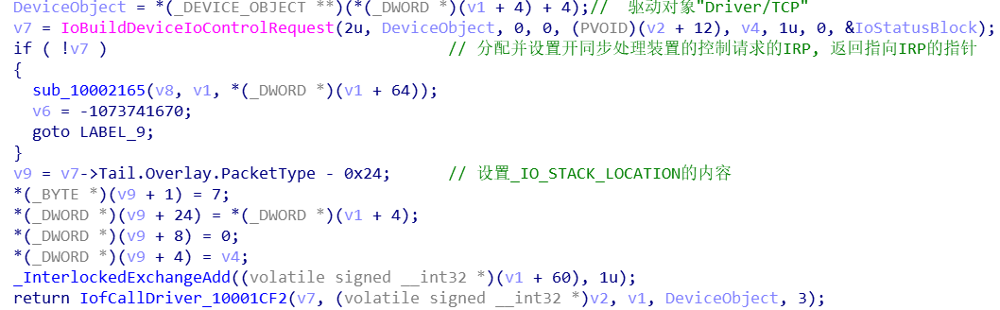 DeviceObject = *(_DEVICE_OBJECT **)(*(_DWORD *)(v1 + 4) + 4);// 驱动对象"Driver/TCP"
v7 = IoBuildDeviceIoControlRequest(2u, DeviceObject, 0, 0, (PVOID)(v2 + 12), v4, 1u, 0, &IoStatusBlock);
if ( !v7 ) // 分配并设置开同步处理装置的控制请求的IRP, 返回指向IRP的指针
{
sub_10002165(v8, v1, *(_DWORD *)(v1 + 64));
v6 = -1073741670;
goto LABEL_9;
}
v9 = v7->Tail.Overlay.PacketType - 0x24; // 设置_IO_STACK_LOCATION的内容
*(_BYTE *)(v9 + 1) = 7;
*(_DWORD *)(v9 + 24) = *(_DWORD *)(v1 + 4);
*(_DWORD *)(v9 + 8) = 0;
*(_DWORD *)(v9 + 4) = v4;
_InterlockedExchangeAdd((volatile signed __int32 *)(v1 + 60), 1u);
return IofCallDriver_10001CF2(v7, (volatile signed __int32 *)v2, v1, DeviceObject, 3);